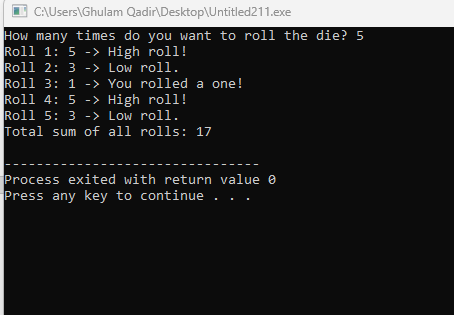 C:\Users\Ghulam Qadir\Desktop\Untitled211.exe
How many times do you want to roll the die? 5
Roll 1: 5 -> High roll!
Roll 2: 3 -> Low roll.
Roll 3: 1 -> You rolled a one!
Roll 4: 5 -> High roll!
Roll 5: 3 -> Low roll.
Total sum of all rolls: 17
--------------------------------
Process exited with return value 0
Press any key to continue . . .